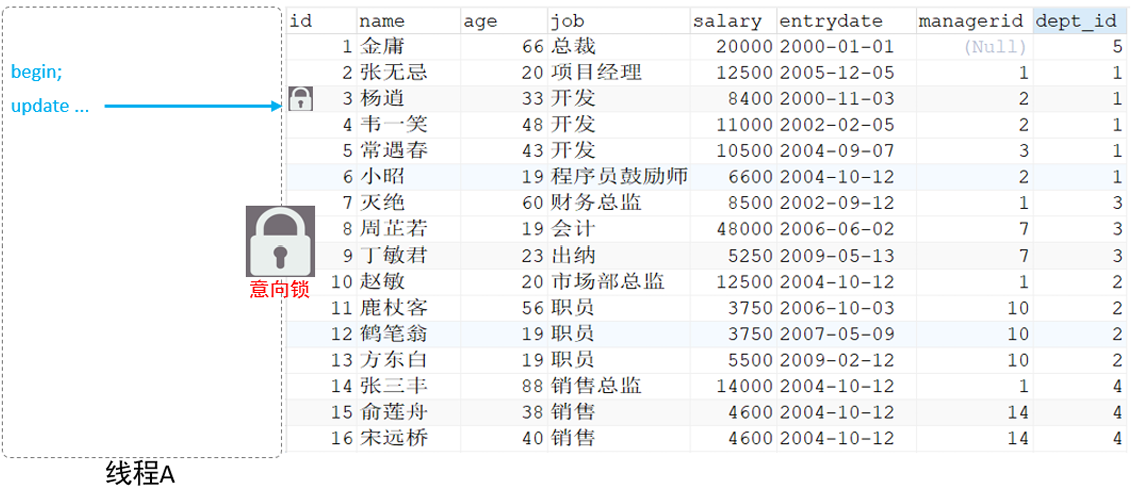 id name age job salary entrydate managerid dept_id
1 金庸 66 总裁 20000 2000-01-01 (Null) 5
begin;
2 张无忌 20 项目经理 12500 2005-12-05 1 1
update ...
3 杨逍 33 开发 8400 2000-11-03 2 1
4 韦一笑 48 开发 11000 2002-02-05 2 1
5 常遇春 43 开发 10500 2004-09-07 3 1
6 小昭 19 程序员鼓励师 6600 2004-10-12 2 1
7 灭绝 60 财务总监 8500 2002-09-12 1 3
8 周芷若 19 会计 48000 2006-06-02 7 3
9 丁敏君 23 出纳 5250 2009-05-13 7 3
意向锁
10 赵敏 20 市场部总监 12500 2004-10-12 1 2
11 鹿杖客 56 职员 3750 2006-10-03 10 2
12 鹤笔翁 19 职员 3750 2007-05-09 10 2
13 方东白 19 职员 5500 2009-02-12 10 2
14 张三丰 88 销售总监 14000 2004-10-12 1 4
15 俞莲舟 38 销售 4600 2004-10-12 14 4
16 宋远桥 40 销售 4600 2004-10-12 14 4
线程A